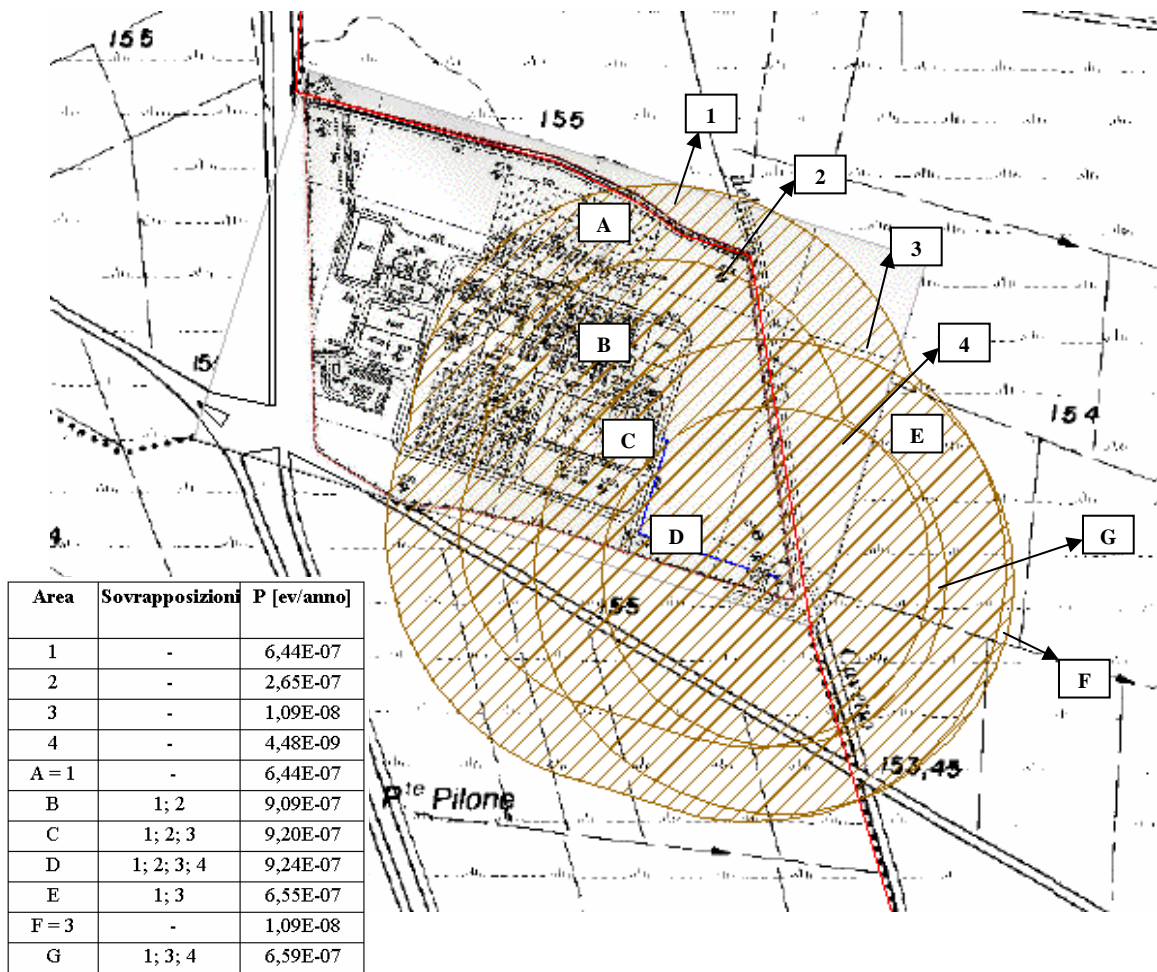 155
155
1
2
A
3
15
B
4
154
C
E
D
G
155
F
153,45
P.te Pilone
Area Sovrapposizioni P [ev/anno]
1 - 6,44E-07
2 - 2,65E-07
3 - 1,09E-08
4 - 4,48E-09
A = 1 - 6,44E-07
B 1; 2 9,09E-07
C 1; 2; 3 9,20E-07
D 1; 2; 3; 4 9,24E-07
E 1; 3 6,55E-07
F = 3 - 1,09E-08
G 1; 3; 4 6,59E-07